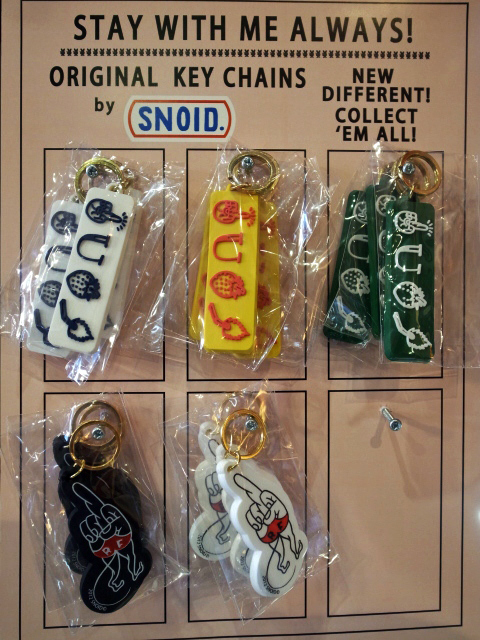 STAY WITH ME ALWAYS!
ORIGINAL KEY CHAINS
by SNOID.
NEW
DIFFERENT!
COLLECT
'EM ALL!
U
U
U
B.F
B.F